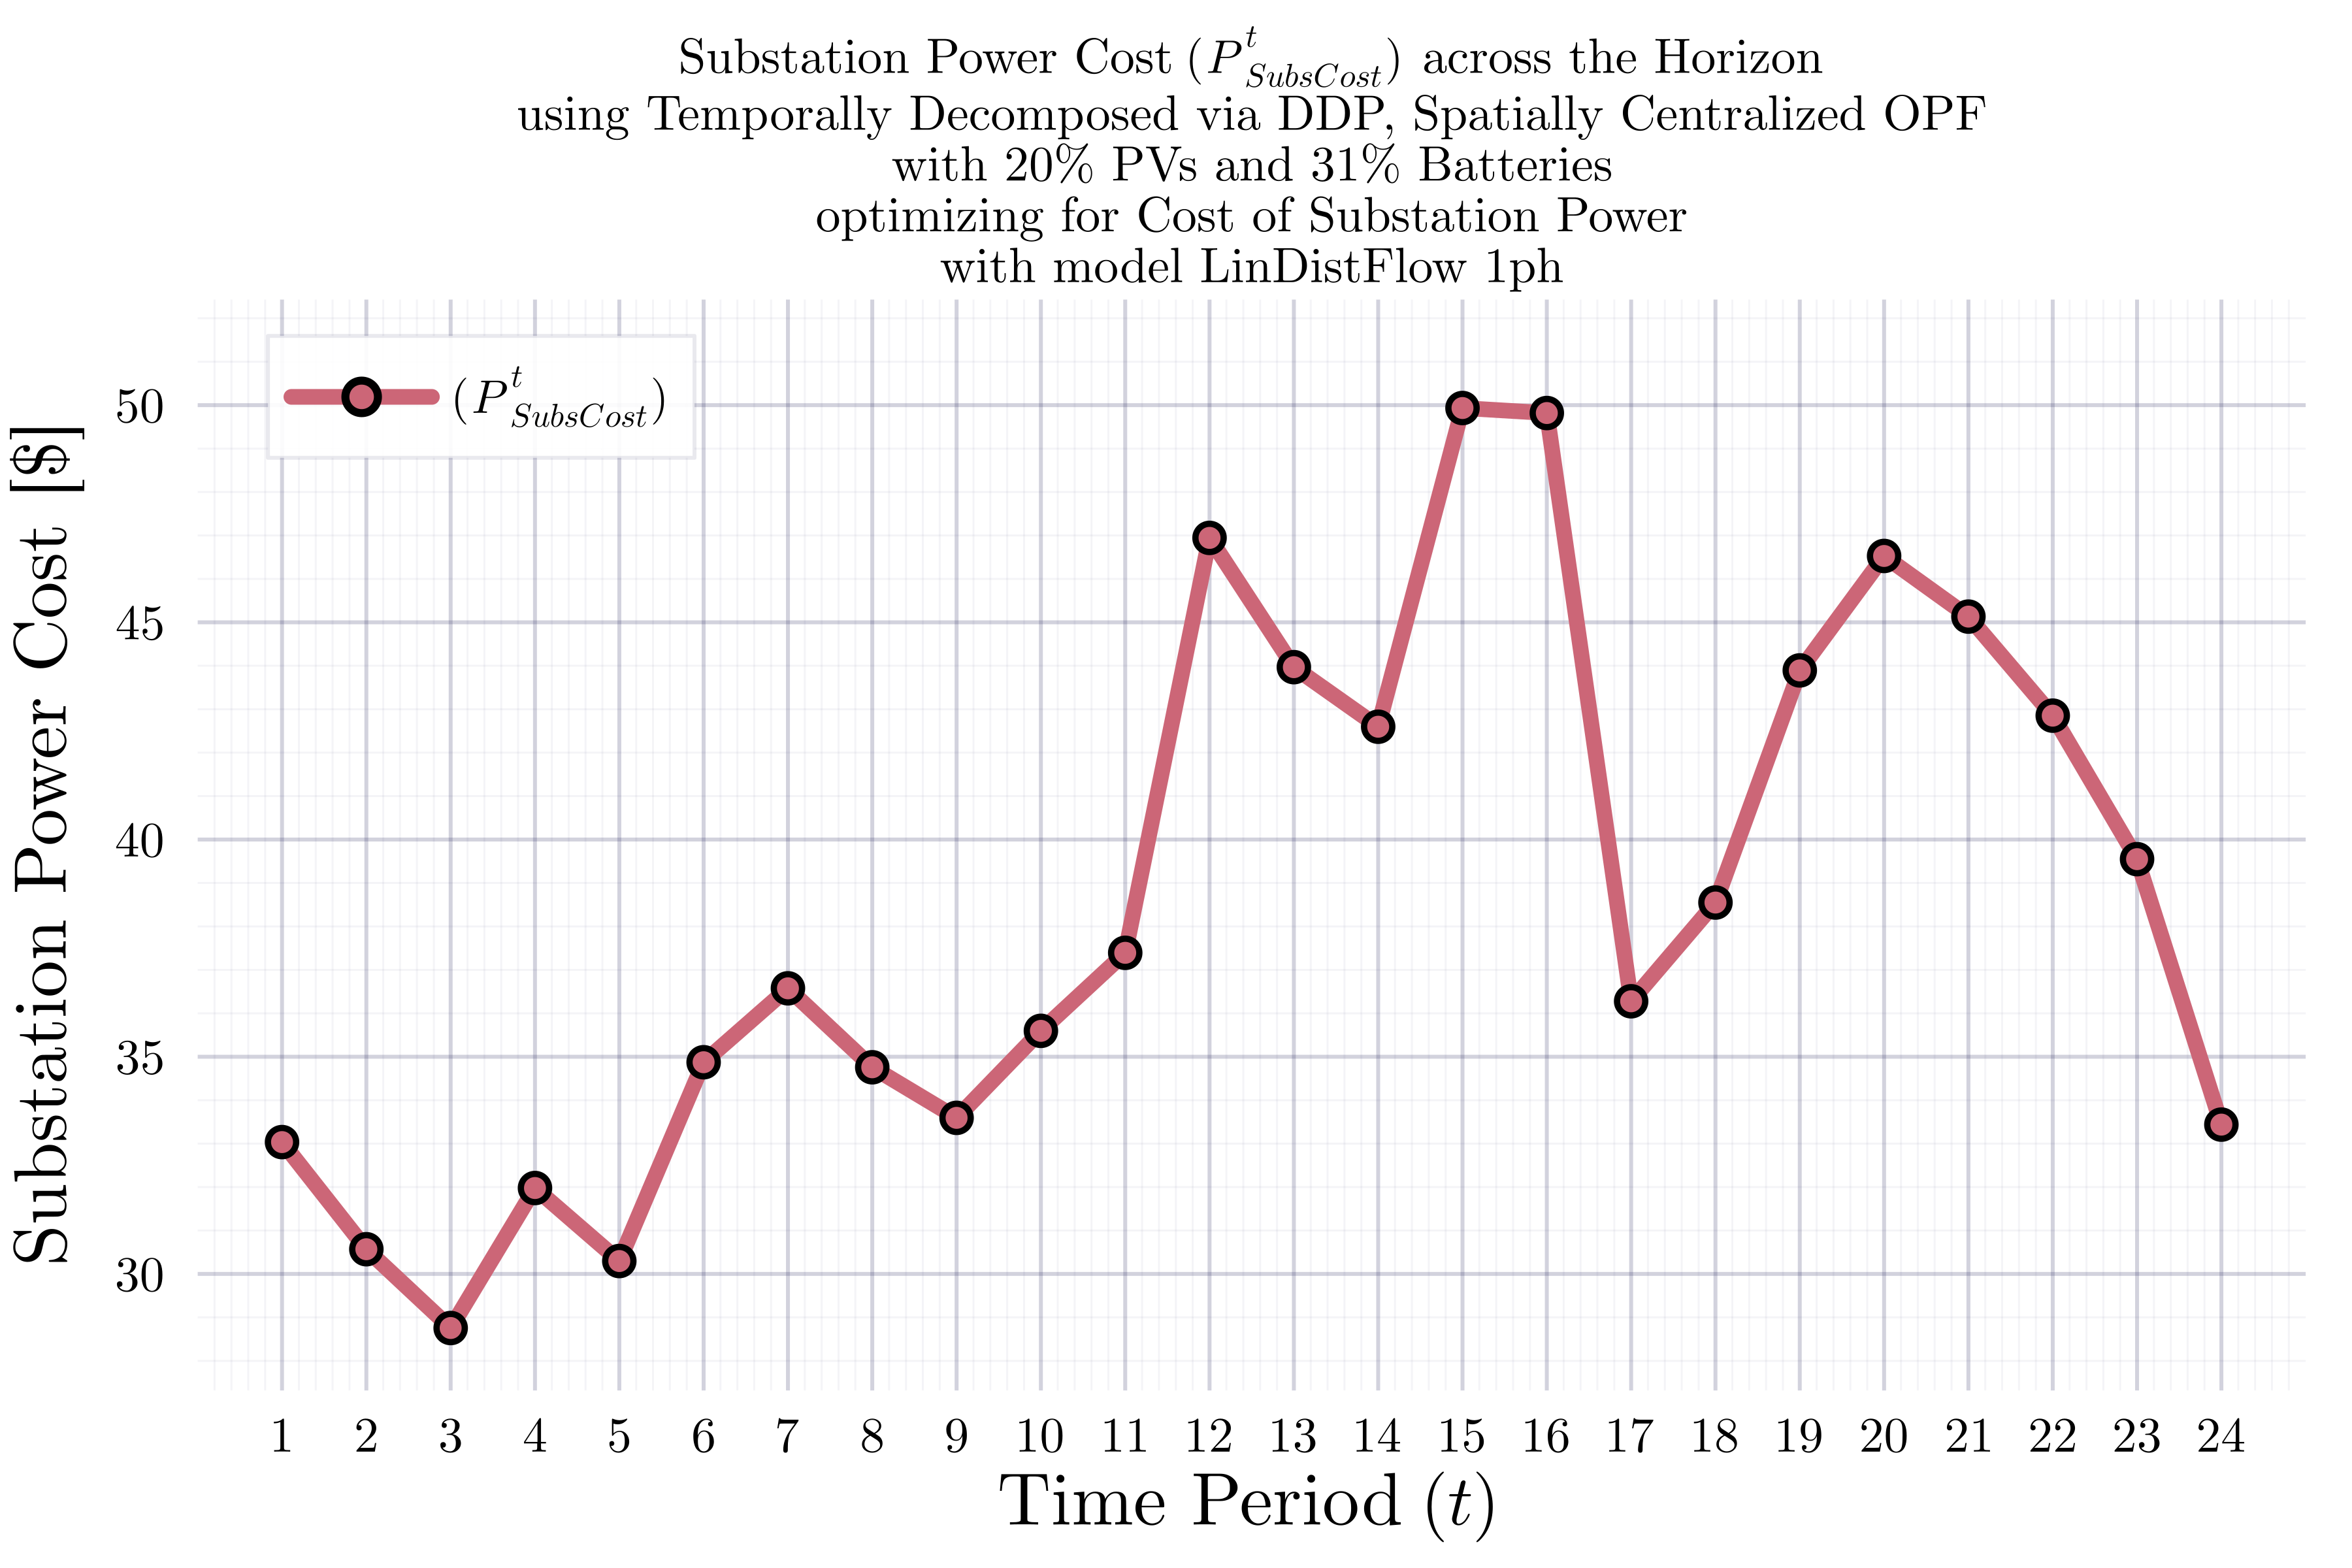 Substation Power Cost (P^t_SubsCost) across the Horizon
using Temporally Decomposed via DDP, Spatially Centralized OPF
with 20% PVs and 31% Batteries
optimizing for Cost of Substation Power
with model LinDistFlow 1ph
(P^t_SubsCost)
Substation Power Cost [$]
50
45
40
35
30
1 2 3 4 5 6 7 8 9 10 11 12 13 14 15 16 17 18 19 20 21 22 23 24
Time Period (t)